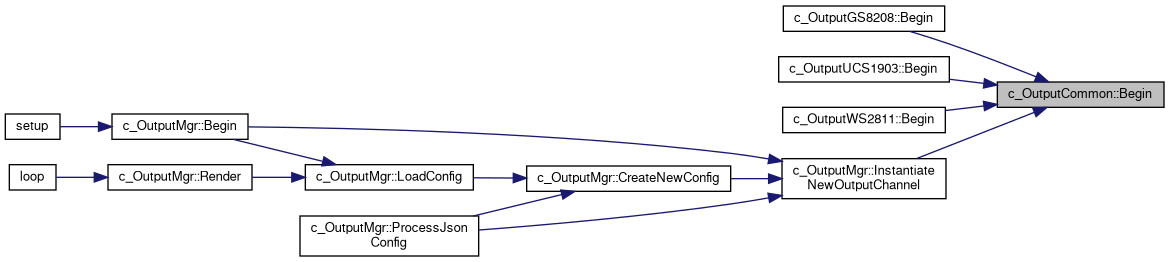 c_OutputGS8208::Begin
c_OutputUCS1903::Begin
c_OutputCommon::Begin
c_OutputWS2811::Begin
setup
c_OutputMgr::Begin
c_OutputMgr::Instantiate
NewOutputChannel
loop
c_OutputMgr::Render
c_OutputMgr::LoadConfig
c_OutputMgr::CreateNewConfig
c_OutputMgr::ProcessJson
Config